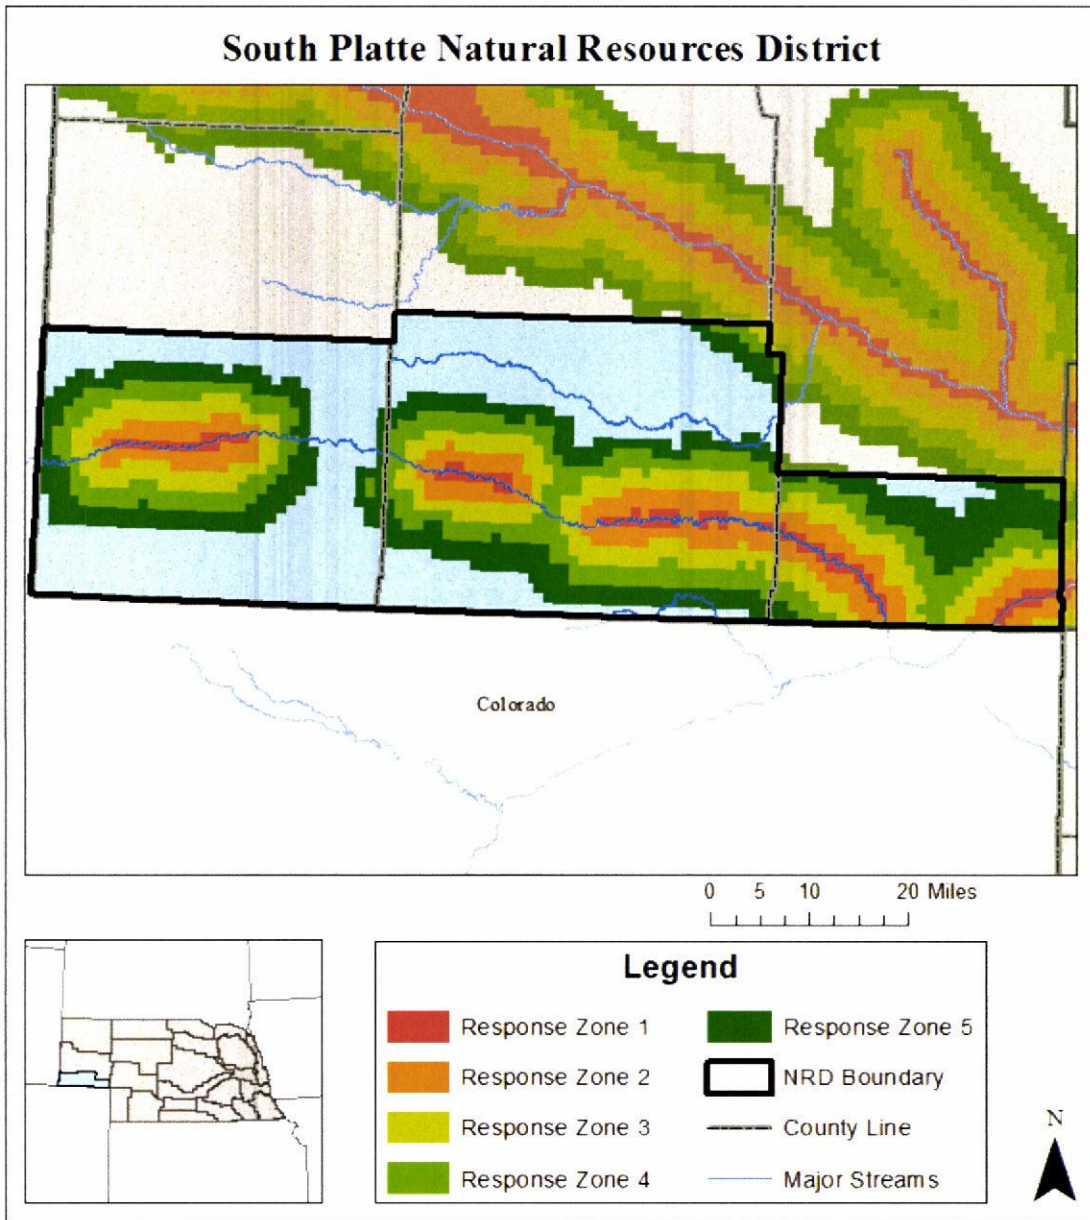 South Platte Natural Resources District
Colorado
0 5 10 20 Miles
Legend
Response Zone 1
Response Zone 2
Response Zone 3
Response Zone 4
Response Zone 5
NRD Boundary
County Line
Major Streams
N